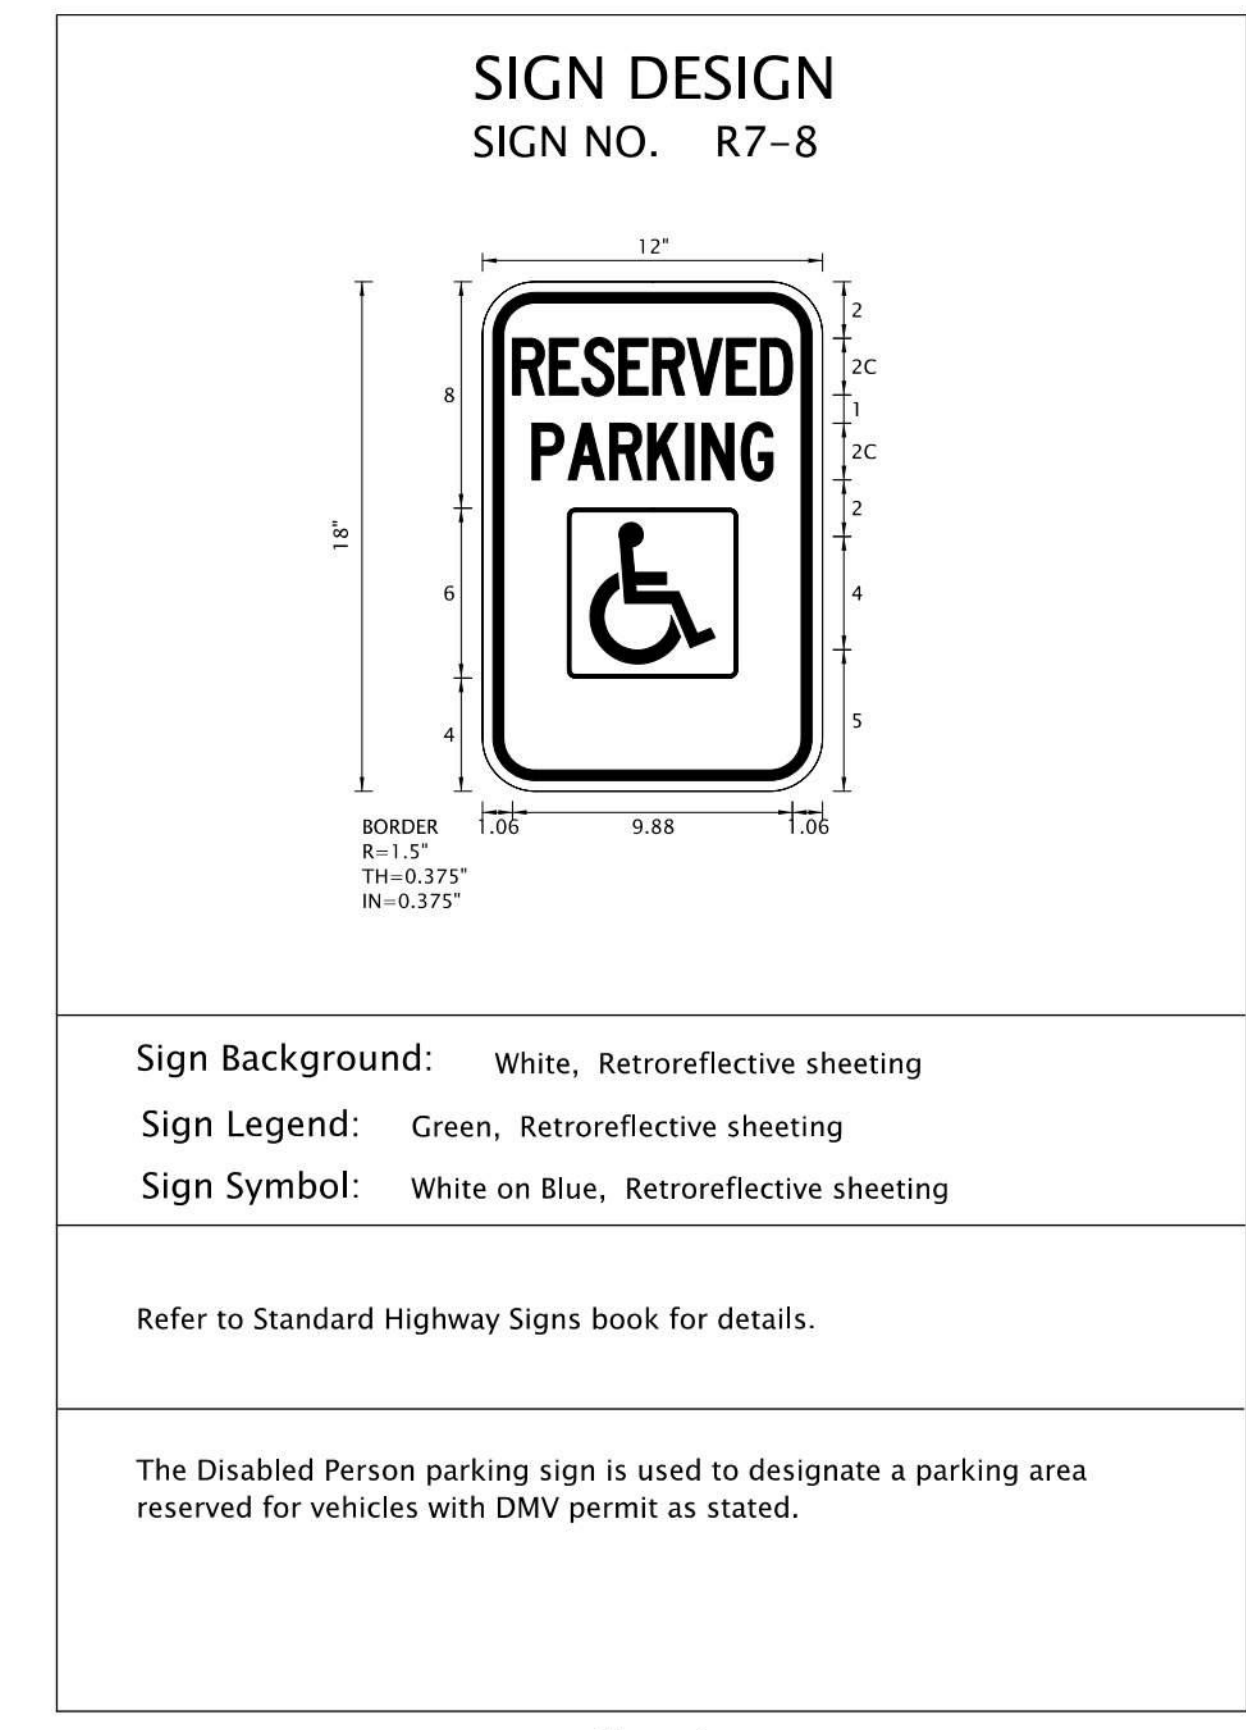 SIGN DESIGN
SIGN NO. R7-8
12"
2
2C
8
1
2C
2
18"
6
4
5
4
RESERVED
PARKING
1.06 9.88 1.06
BORDER
R=1.5"
TH=0.375"
IN=0.375"
Sign Background: White, Retroreflective sheeting
Sign Legend: Green, Retroreflective sheeting
Sign Symbol: White on Blue, Retroreflective sheeting
Refer to Standard Highway Signs book for details.
The Disabled Person parking sign is used to designate a parking area
reserved for vehicles with DMV permit as stated.